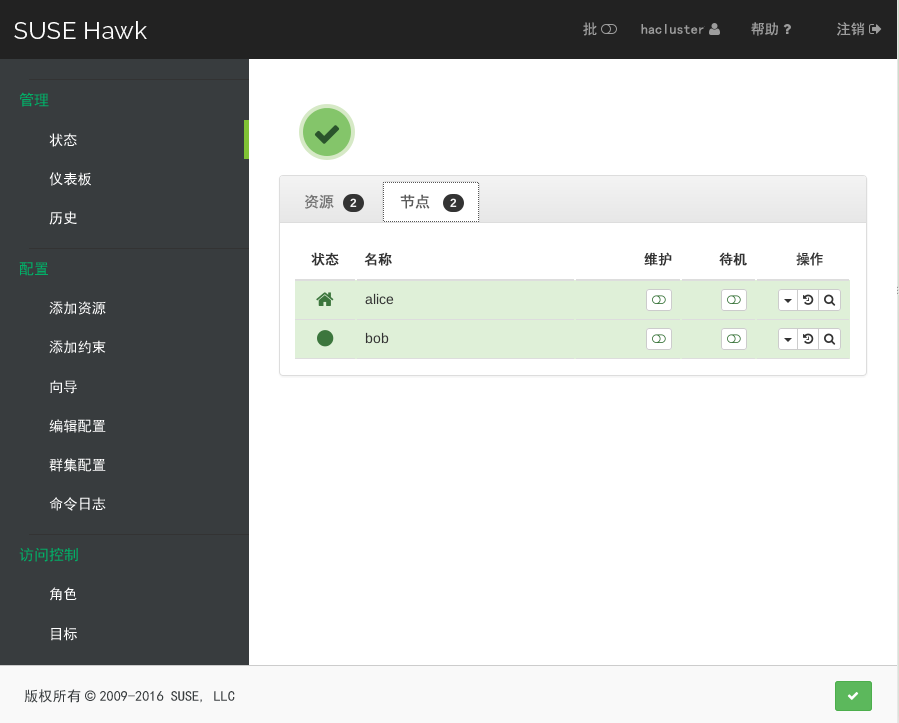 SUSE Hawk
批 hacluster 帮助 ? 注销
管理
状态
仪表板
历史
配置
添加资源
添加约束
向导
编辑配置
群集配置
命令日志
访问控制
角色
目标
资源 2 节点 2
状态 名称 维护 待机 操作
alice
bob
版权所有 © 2009-2016 SUSE, LLC